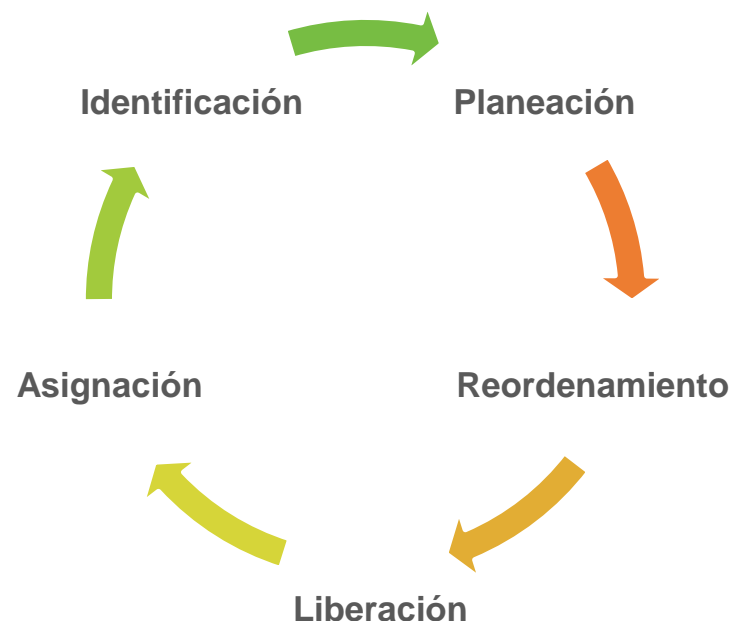 Identificación
Planeación
Asignación
Reordenamiento
Liberación